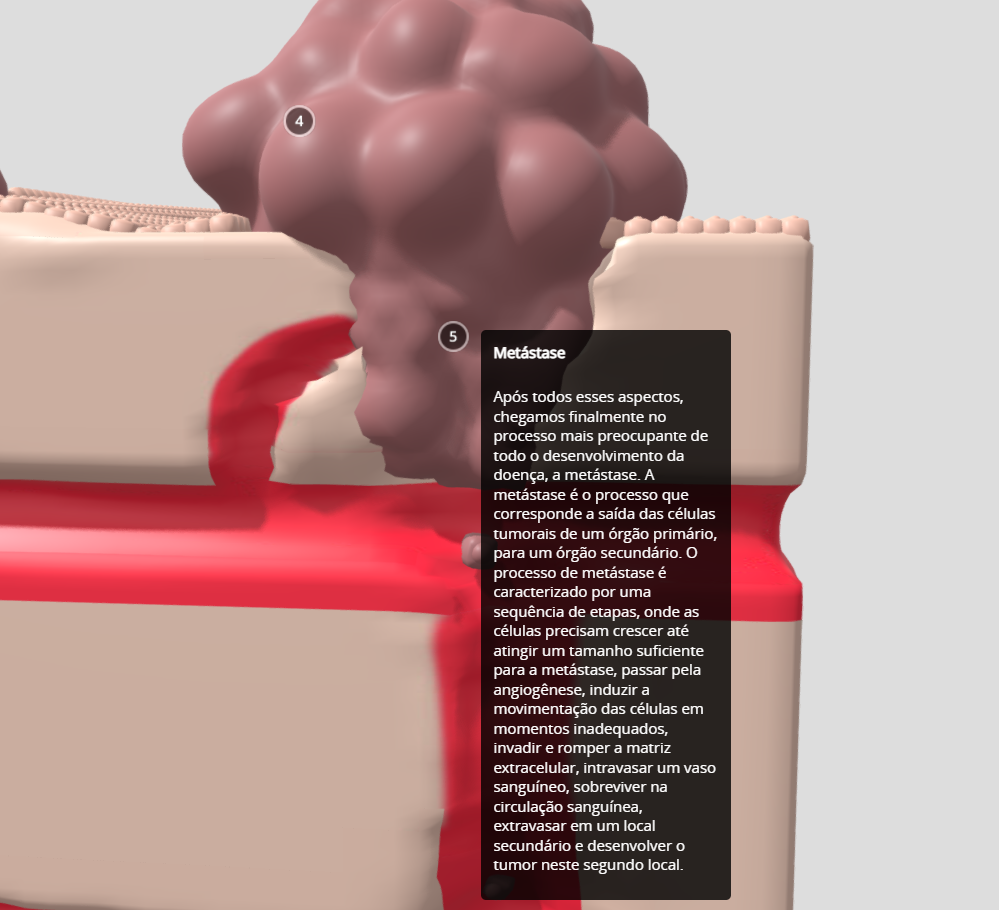 4
5
Metástase
Após todos esses aspectos,
chegamos finalmente no
processo mais preocupante de
todo o desenvolvimento da
doença, a metástase. A
metástase é o processo que
corresponde a saída das células
tumorais de um órgão primário,
para um órgão secundário. O
processo de metástase é
caracterizado por uma
sequência de etapas, onde as
células precisam crescer até
atingir um tamanho suficiente
para a metástase, passar pela
angiogênese, induzir a
movimentação das células em
momentos inadequados,
invadir e romper a matriz
extracelular, intravasar um vaso
sanguíneo, sobreviver na
circulação sanguínea,
extravasar em um local
secundário e desenvolver o
tumor neste segundo local.